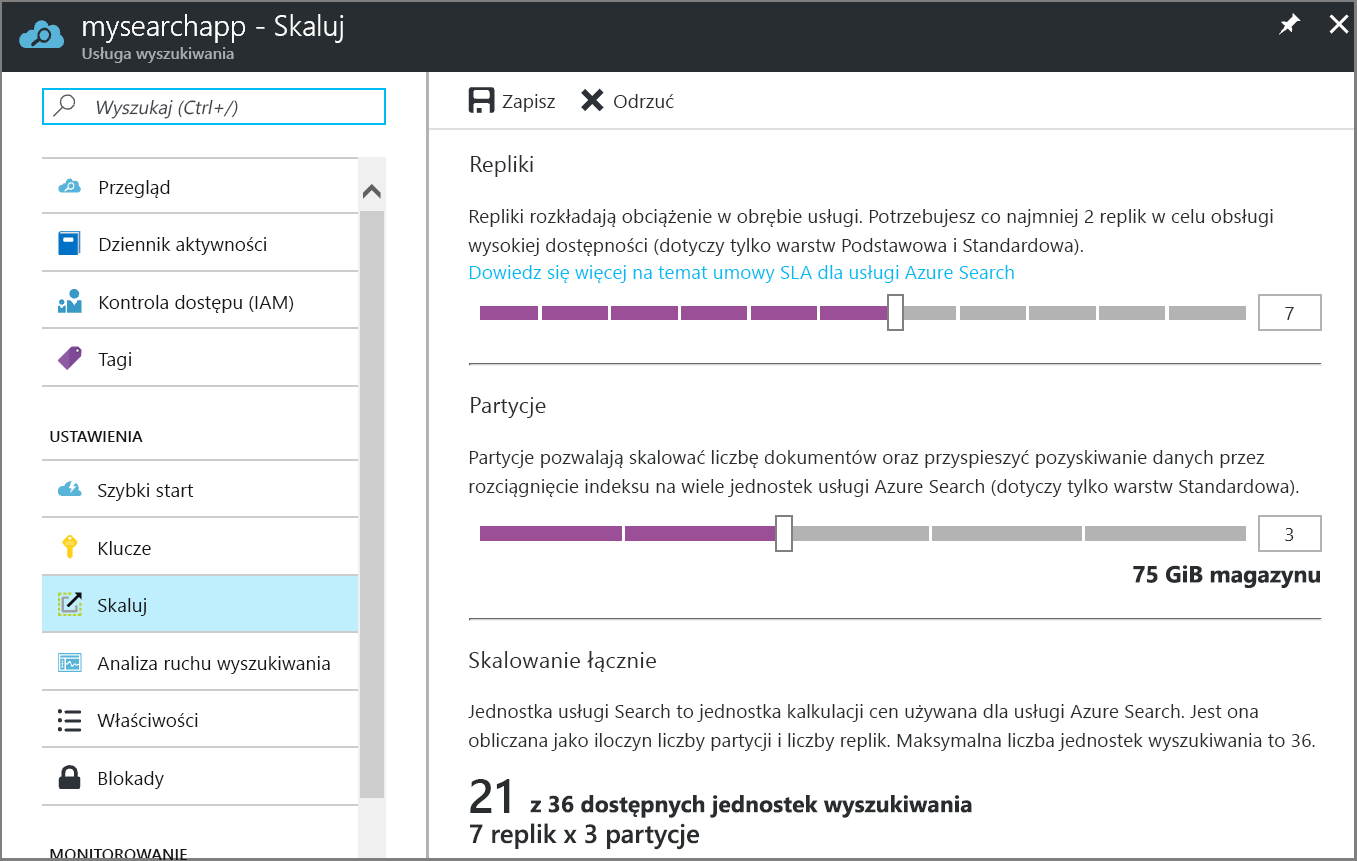 mysearchapp - Skaluj
Usługa wyszukiwania
Wyszukaj (Ctrl+/)
Przegląd
Dziennik aktywności
Kontrola dostępu (IAM)
Tagi
USTAWIENIA
Szybki start
Klucze
Skaluj
Analiza ruchu wyszukiwania
Właściwości
Blokady
MONITOROWANIE
Zapisz
Odrzuć
Repliki
Repliki rozkładają obciążenie w obrębie usługi. Potrzebujesz co najmniej 2 replik w celu obsługi
wysokiej dostępności (dotyczy tylko warstw Podstawowa i Standardowa).
Dowiedz się więcej na temat umowy SLA dla usługi Azure Search
7
Partycje
Partycje pozwalają skalować liczbę dokumentów oraz przyspieszyć pozyskiwanie danych przez
rozciągnięcie indeksu na wiele jednostek usługi Azure Search (dotyczy tylko warstw Standardowa).
3
75 GiB magazynu
Skalowanie łącznie
Jednostka usługi Search to jednostka kalkulacji cen używana dla usługi Azure Search. Jest ona
obliczana jako iloczyn liczby partycji i liczby replik. Maksymalna liczba jednostek wyszukiwania to 36.
21 z 36 dostępnych jednostek wyszukiwania
7 replik x 3 partycje